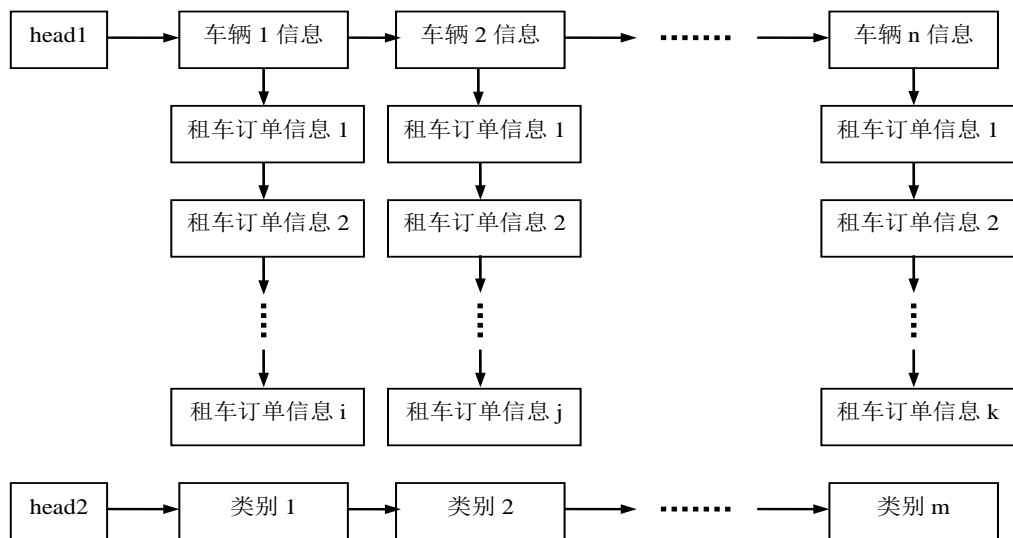 head1 车辆 1 信息 车辆 2 信息 车辆 n 信息
租车订单信息 1 租车订单信息 1 租车订单信息 1
租车订单信息 2 租车订单信息 2 租车订单信息 2
租车订单信息 i 租车订单信息 j 租车订单信息 k
head2 类别 1 类别 2 类别 m